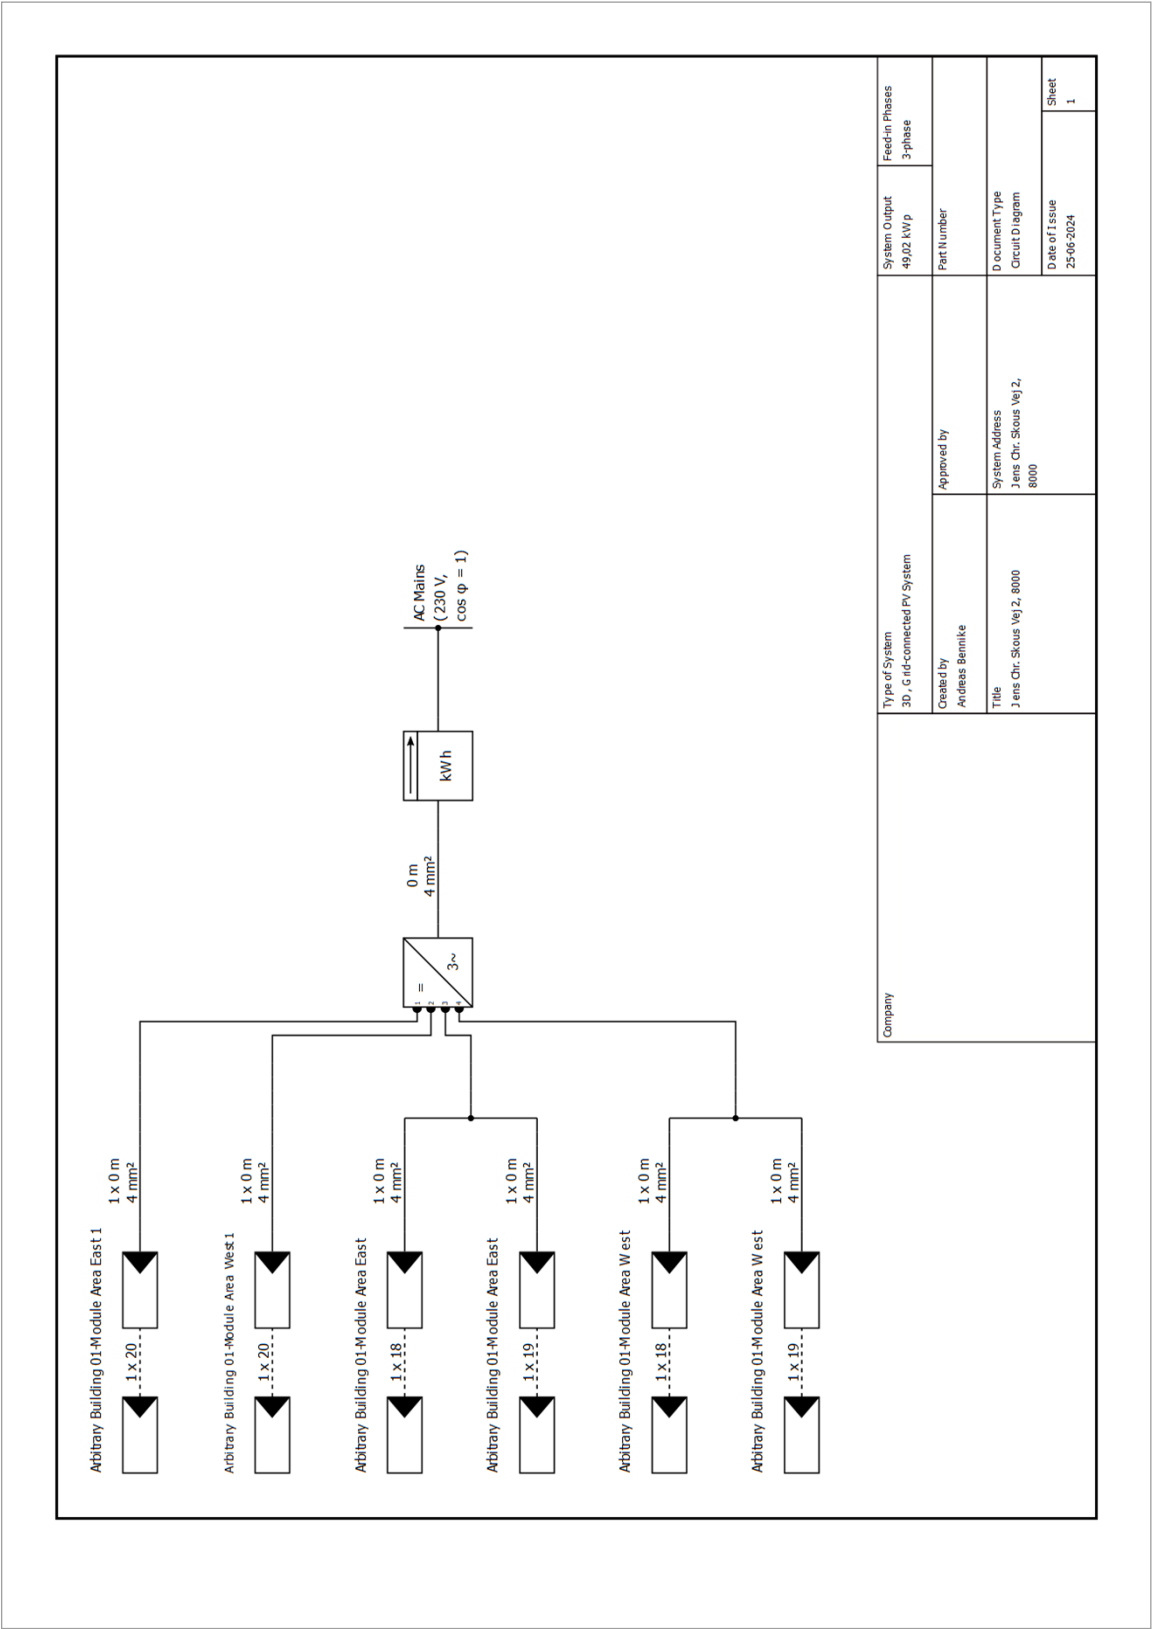 Arbitrary Building 01-Module Area East 1
1 x 20
1 x 0 m
4 mm²
Arbitrary Building 01-Module Area West 1
1 x 20
1 x 0 m
4 mm²
Arbitrary Building 01-Module Area East
1 x 18
1 x 0 m
4 mm²
Arbitrary Building 01-Module Area East
1 x 19
1 x 0 m
4 mm²
Arbitrary Building 01-Module Area West
1 x 18
1 x 0 m
4 mm²
Arbitrary Building 01-Module Area West
1 x 19
1 x 0 m
4 mm²
1
2
3
4
=
3~
0 m
4 mm²
kWh
AC Mains
(230 V,
cos φ = 1)
Company
Type of System
3D, Grid-connected PV System
System Output
49,02 kWp
Feed-in Phases
3-phase
Created by
Andreas Bennike
Approved by
Part Number
Title
Jens Chr. Skous Vej 2, 8000
System Address
Jens Chr. Skous Vej 2,
8000
Document Type
Circuit Diagram
Date of Issue
25-06-2024
Sheet
1